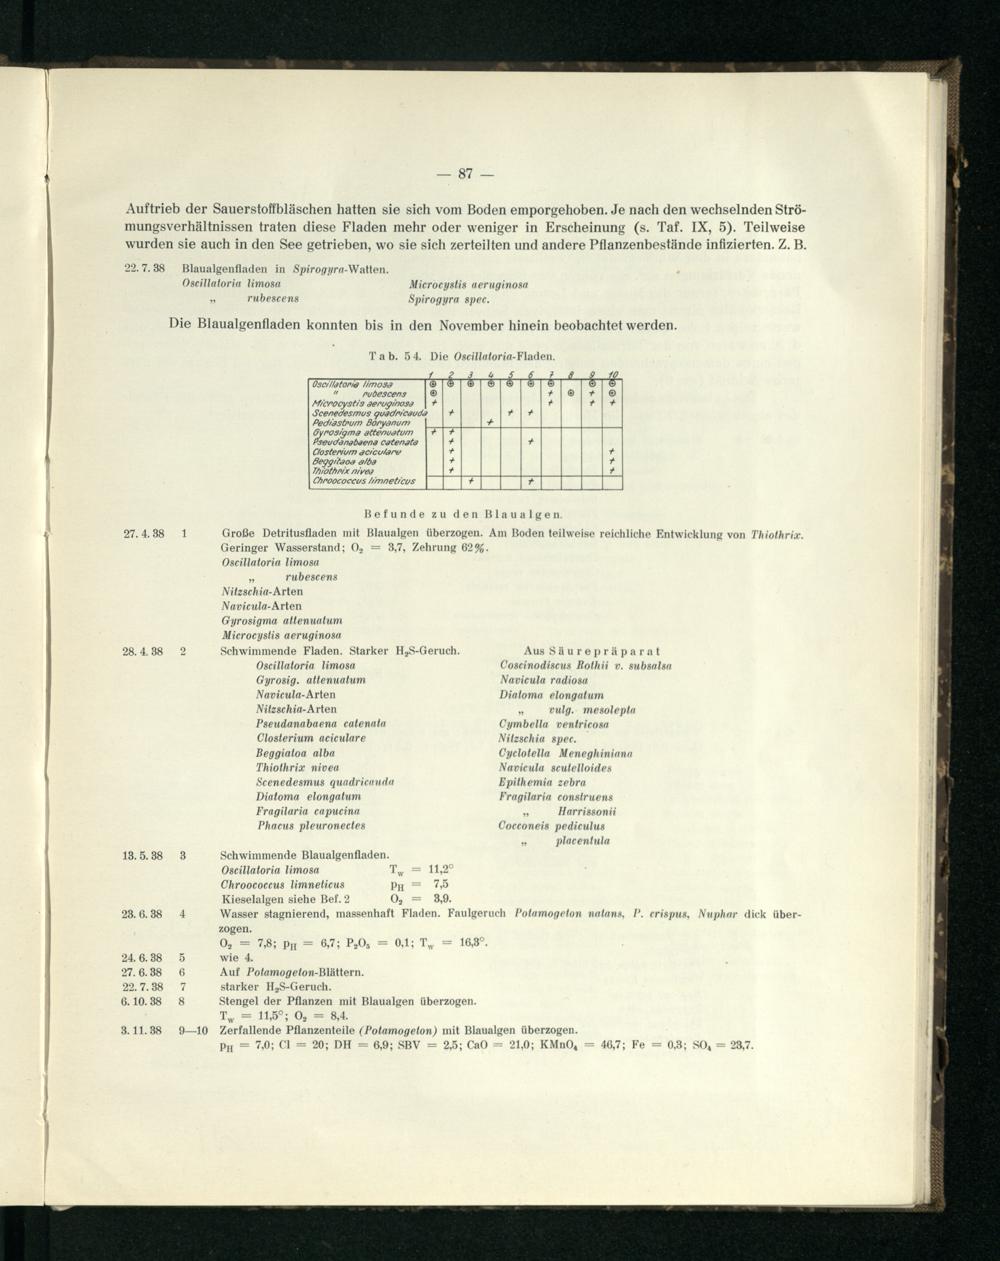 — 87 —
Auftrieb der Sauerstoffbläschen hatten sie sich vom Boden emporgehoben. Je nach den wechselnden Strö-
mungsverhältnissen traten diese Fladen mehr oder weniger in Erscheinung (s. Taf. IX, 5). Teilweise
wurden sie auch in den See getrieben, wo sie sich zerteilten und andere Pflanzenbestände infizierten. Z. B.
22. 7. 38 Blaualgenfladen in Spirogyra-Watten.
Oscillatoria limosa Microcystis aeruginosa
„ rubescens Spirogyra spec.
Die Blaualgenfladen konnten bis in den November hinein beobachtet werden.
Tab. 54. Die Oscillatoria-Fladen.
1 2 3 4 5 6 7 8 9 10
Oscillatoria limosa ⊕ ⊕ ⊕ ⊕ ⊕ ⊕ ⊕ ⊕ ⊕
" rubescens ⊕ + ⊕ + ⊕
Microcystis aeruginosa + + + +
Scenedesmus quadricauda + + +
Pediastrum Boryanum +
Gyrosigma attenuatum + +
Pseudanabaena catenata + +
Closterium aciculare + +
Beggitaoa alba + +
Thiothrix nivea + +
Chroococcus limneticus + +
Befunde zu den Blaualgen.
27. 4. 38 1 Große Detritusfladen mit Blaualgen überzogen. Am Boden teilweise reichliche Entwicklung von Thiothrix.
Geringer Wasserstand; O₂ = 3,7, Zehrung 62%.
Oscillatoria limosa
„ rubescens
Nitzschia-Arten
Navicula-Arten
Gyrosigma attenuatum
Microcystis aeruginosa
28. 4. 38 2 Schwimmende Fladen. Starker H₂S-Geruch. Aus Säurepräparat
Oscillatoria limosa Coscinodiscus Rothii v. subsalsa
Gyrosig. attenuatum Navicula radiosa
Navicula-Arten Diatoma elongatum
Nitzschia-Arten „ vulg. mesolepta
Pseudanabaena catenata Cymbella ventricosa
Closterium aciculare Nitzschia spec.
Beggiatoa alba Cyclotella Meneghiniana
Thiothrix nivea Navicula scutelloides
Scenedesmus quadricauda Epithemia zebra
Diatoma elongatum Fragilaria construens
Fragilaria capucina „ Harrissonii
Phacus pleuronectes Cocconeis pediculus
„ placentula
13. 5. 38 3 Schwimmende Blaualgenfladen.
Oscillatoria limosa T_w = 11,2°
Chroococcus limneticus p_H = 7,5
Kieselalgen siehe Bef. 2 O₂ = 3,9.
23. 6. 38 4 Wasser stagnierend, massenhaft Fladen. Faulgeruch Potamogeton natans, P. crispus, Nuphar dick über-
zogen.
O₂ = 7,8; p_H = 6,7; P₂O₅ = 0,1; T_w = 16,3°.
24. 6. 38 5 wie 4.
27. 6. 38 6 Auf Potamogeton-Blättern.
22. 7. 38 7 starker H₂S-Geruch.
6. 10. 38 8 Stengel der Pflanzen mit Blaualgen überzogen.
T_w = 11,5°; O₂ = 8,4.
3. 11. 38 9—10 Zerfallende Pflanzenteile (Potamogeton) mit Blaualgen überzogen.
p_H = 7,0; Cl = 20; DH = 6,9; SBV = 2,5; CaO = 21,0; KMnO₄ = 46,7; Fe = 0,3; SO₄ = 23,7.